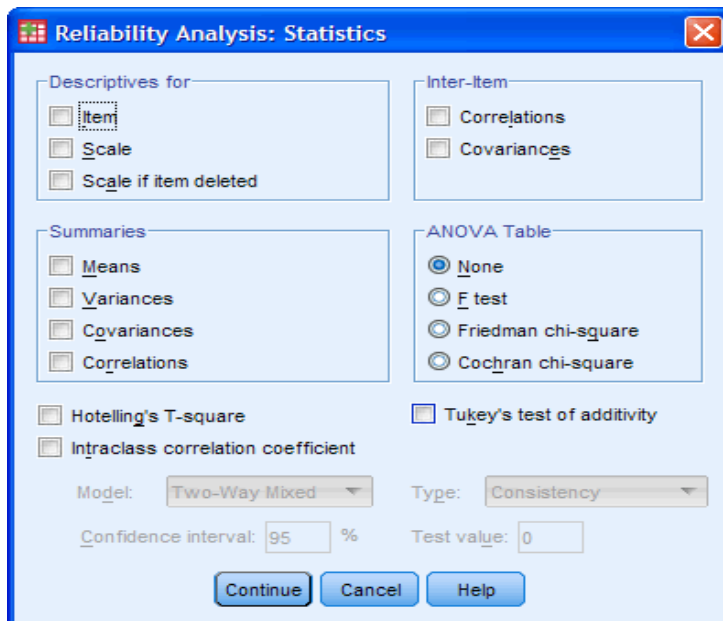 Reliability Analysis: Statistics
Descriptives for
Item
Scale
Scale if item deleted
Inter-Item
Correlations
Covariances
Summaries
Means
Variances
Covariances
Correlations
ANOVA Table
None
F test
Friedman chi-square
Cochran chi-square
Hotelling's T-square
Tukey's test of additivity
Intraclass correlation coefficient
Model: Two-Way Mixed Type: Consistency
Confidence interval: 95 % Test value: 0
Continue Cancel Help